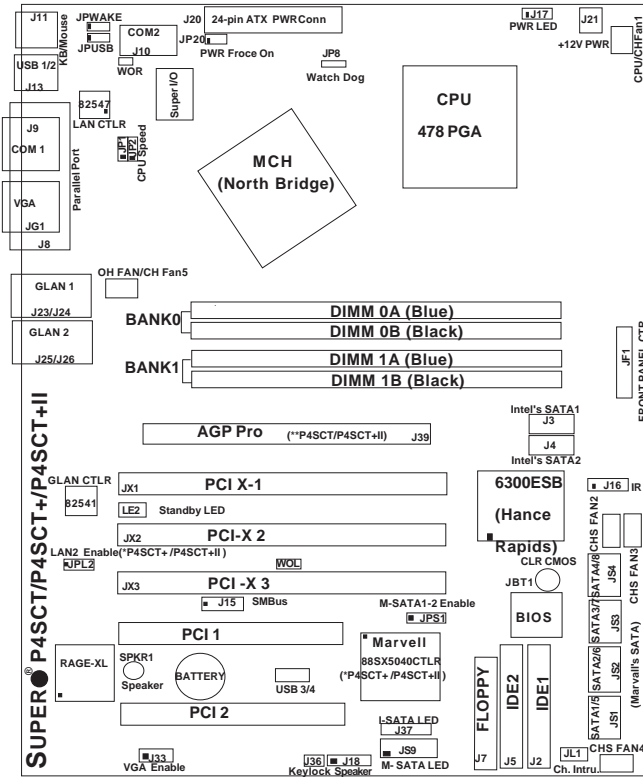 J11
KB/Mouse
JPWAKE
JPUSB
COM2
J10
WOR
J20
24-pin ATX PWRConn
JP20
PWR Froce On
JP8
Watch Dog
J17
PWR LED
J21
+12V PWR
CPU/CHFan1
USB 1/2
J13
82547
LAN CTLR
Super I/O
JP1
JP2
CPU Speed
CPU
478 PGA
J9
COM 1
Parallel Port
VGA
JG1
J8
MCH
(North Bridge)
OH FAN/CH Fan5
GLAN 1
J23/J24
GLAN 2
J25/J26
BANK0
DIMM 0A (Blue)
DIMM 0B (Black)
BANK1
DIMM 1A (Blue)
DIMM 1B (Black)
JF1
FRONT PANEL CTR
Intel's SATA1
J3
J4
Intel's SATA2
AGP Pro
(**P4SCT/P4SCT+II)
J39
GLAN CTLR
82541
JX1
PCI X-1
LE2
Standby LED
JX2
PCI-X 2
LAN2 Enable(*P4SCT+ /P4SCT+II )
JPL2
WOL
JX3
PCI -X 3
J15
SMBus
6300ESB
(Hance
Rapids)
J16
IR
CHS FAN2
CHS FAN3
CLR CMOS
JBT1
BIOS
M-SATA1-2 Enable
JPS1
SATA4/8
JS4
SATA3/7
JS3
SATA2/6
JS2
SATA1/5
JS1
(Marvall's SATA)
PCI 1
RAGE-XL
SPKR1
Speaker
BATTERY
USB 3/4
Marvell
88SX5040CTLR
(*P4SCT+ /P4SCT+II)
PCI 2
FLOPPY
J7
IDE2
J5
IDE1
J2
I-SATA LED
J37
JS9
M- SATA LED
J33
VGA Enable
J36
J18
Keylock Speaker
JL1
Ch. Intru.
CHS FAN4
SUPER® P4SCT/P4SCT+/P4SCT+II